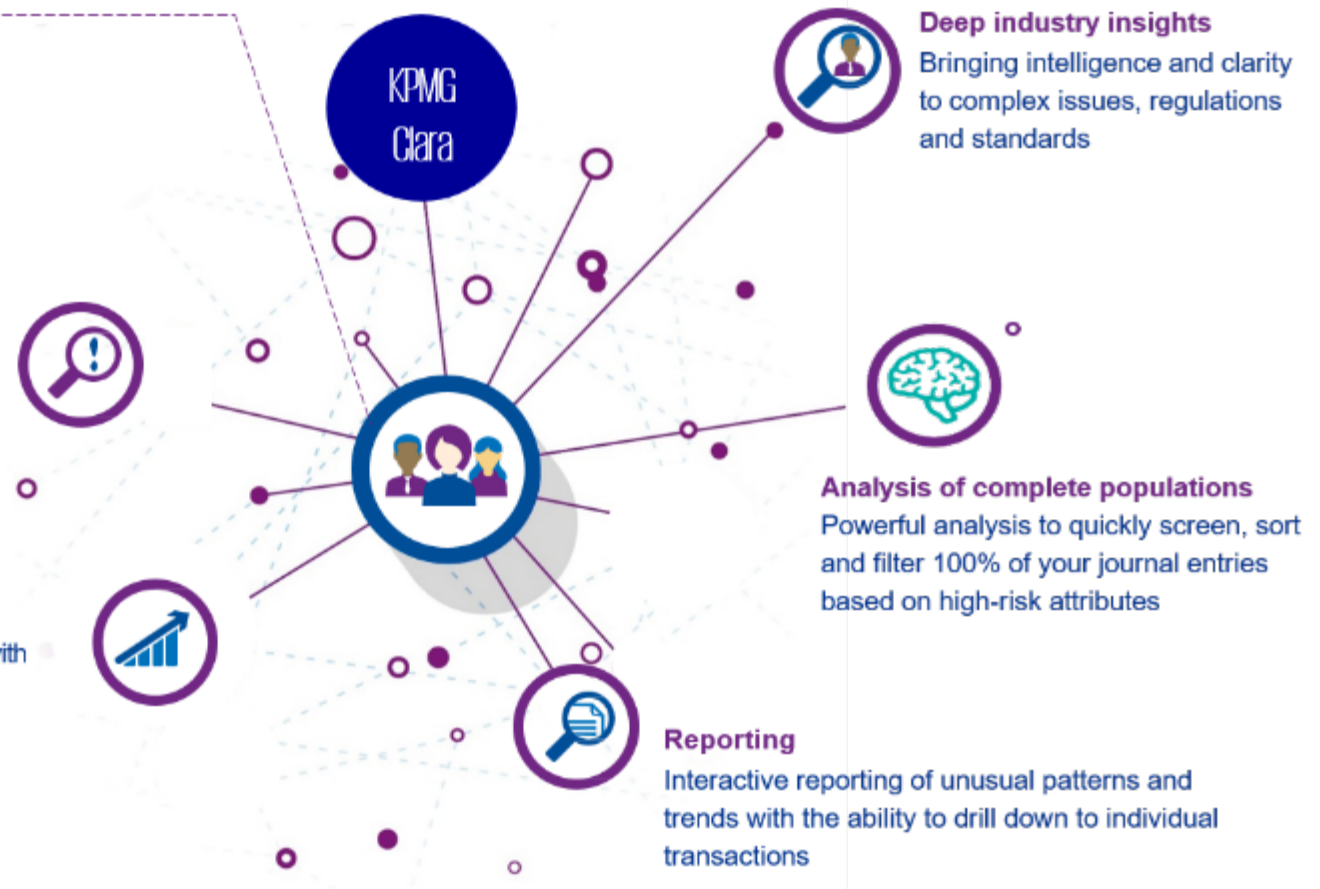 KPMG
Clara
Deep industry insights
Bringing intelligence and clarity
to complex issues, regulations
and standards
Analysis of complete populations
Powerful analysis to quickly screen, sort
and filter 100% of your journal entries
based on high-risk attributes
Reporting
Interactive reporting of unusual patterns and
trends with the ability to drill down to individual
transactions